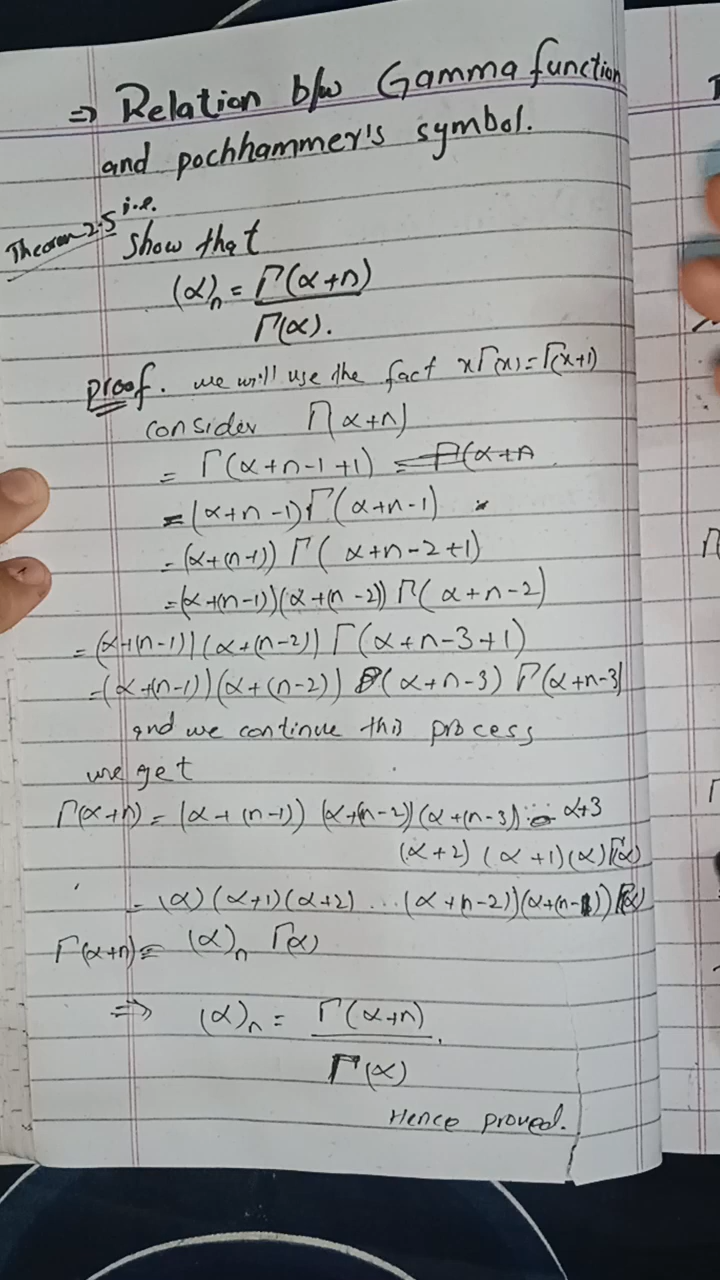 ⇒ Relation b/w Gamma function
and pochhammer's symbol.
Theorem 2.5 i.e.
show that
(α)ₙ = Γ(α+n)
Γ(α).
proof. we will use the fact xΓ(x)=Γ(x+1)
consider Γ(α+n)
= Γ(α+n-1+1) = Γ(α+n
= (α+n-1)Γ(α+n-1)
= (α+(n-1)) Γ(α+n-2+1)
= (α+(n-1))(α+(n-2)) Γ(α+n-2)
= (α+(n-1))(α+(n-2)) Γ(α+n-3+1)
= (α+(n-1))(α+(n-2)) (α+n-3) Γ(α+n-3)
and we continue this process
we get
Γ(α+n) = (α+(n-1)) (α+(n-2))(α+(n-3) ... α+3
(α+2) (α+1)(α)Γ(α)
= (α)(α+1)(α+2) ... (α+n-2))(α+(n-1)) Γ(α)
Γ(α+n) = (α)ₙ Γ(α)
⇒ (α)ₙ = Γ(α+n)
Γ(α)
Hence proved.